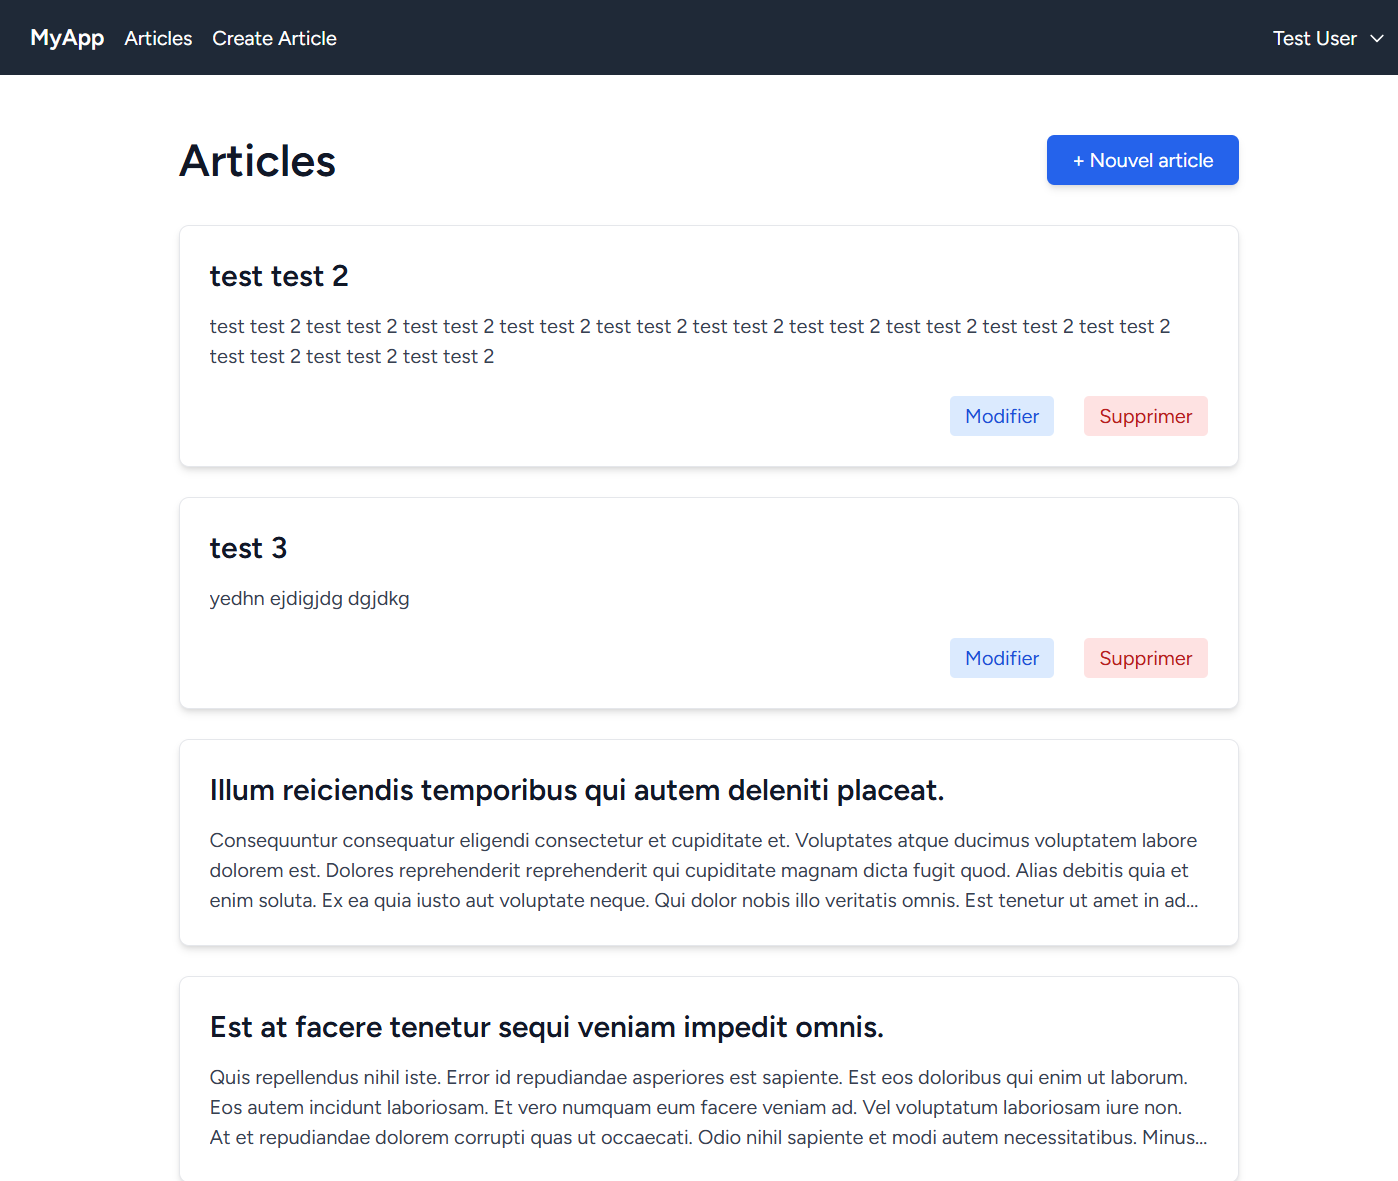 MyApp Articles Create Article Test User
Articles
+ Nouvel article
test test 2
test test 2 test test 2 test test 2 test test 2 test test 2 test test 2 test test 2 test test 2 test test 2 test test 2
test test 2 test test 2 test test 2
Modifier Supprimer
test 3
yedhn ejdigjdg dgjdkg
Modifier Supprimer
Illum reiciendis temporibus qui autem deleniti placeat.
Consequuntur consequatur eligendi consectetur et cupiditate et. Voluptates atque ducimus voluptatem labore
dolorem est. Dolores reprehenderit reprehenderit qui cupiditate magnam dicta fugit quod. Alias debitis quia et
enim soluta. Ex ea quia iusto aut voluptate neque. Qui dolor nobis illo veritatis omnis. Est tenetur ut amet in ad...
Est at facere tenetur sequi veniam impedit omnis.
Quis repellendus nihil iste. Error id repudiandae asperiores est sapiente. Est eos doloribus qui enim ut laborum.
Eos autem incidunt laboriosam. Et vero numquam eum facere veniam ad. Vel voluptatum laboriosam iure non.
At et repudiandae dolorem corrupti quas ut occaecati. Odio nihil sapiente et modi autem necessitatibus. Minus...